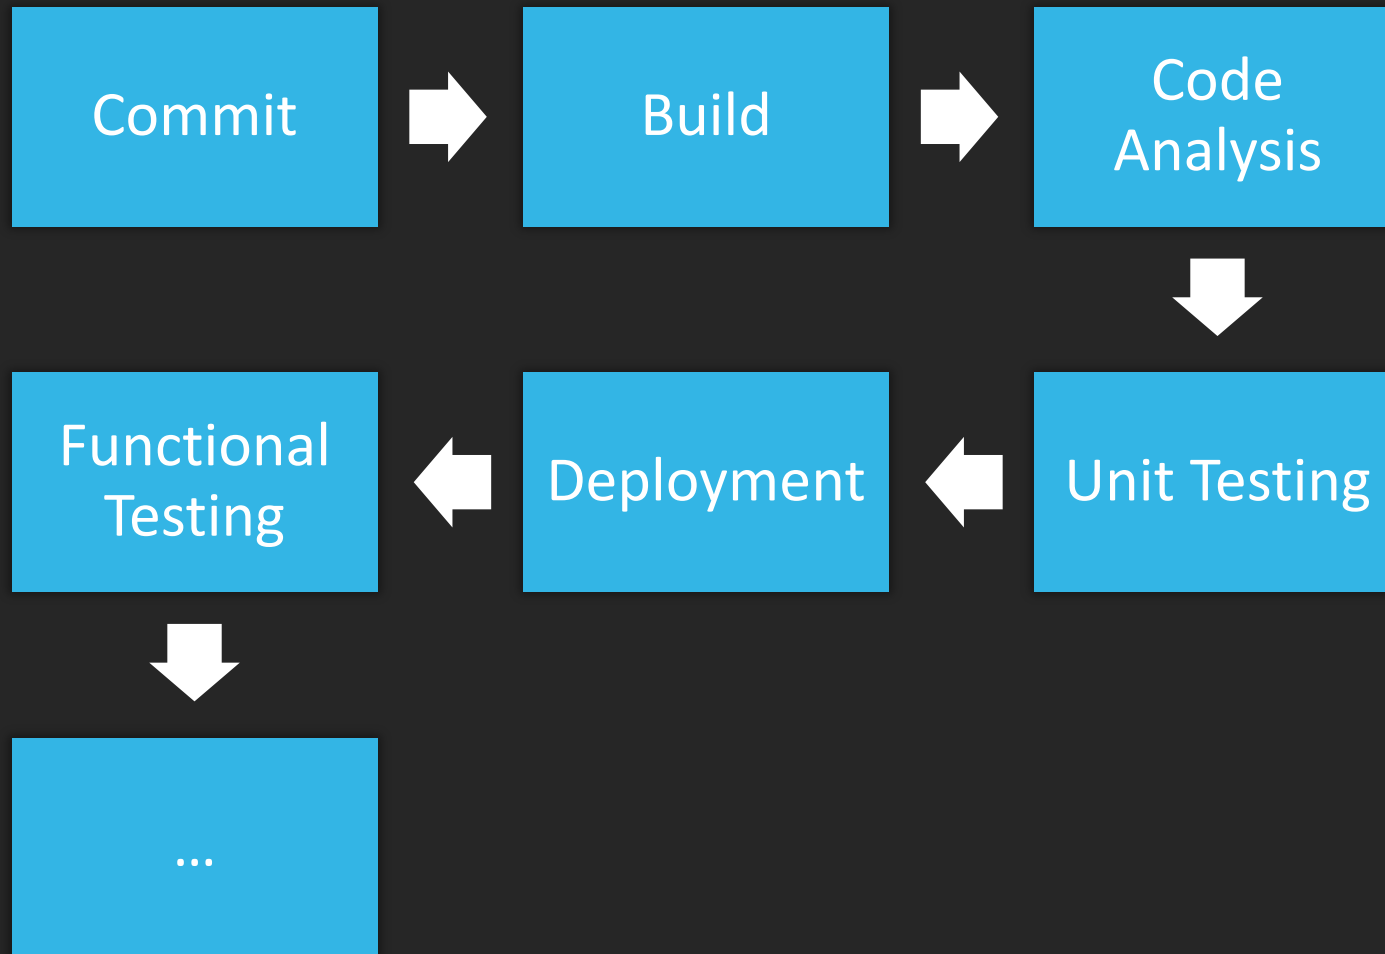 Commit
Build
Code
Analysis
Functional
Testing
Deployment
Unit Testing
...